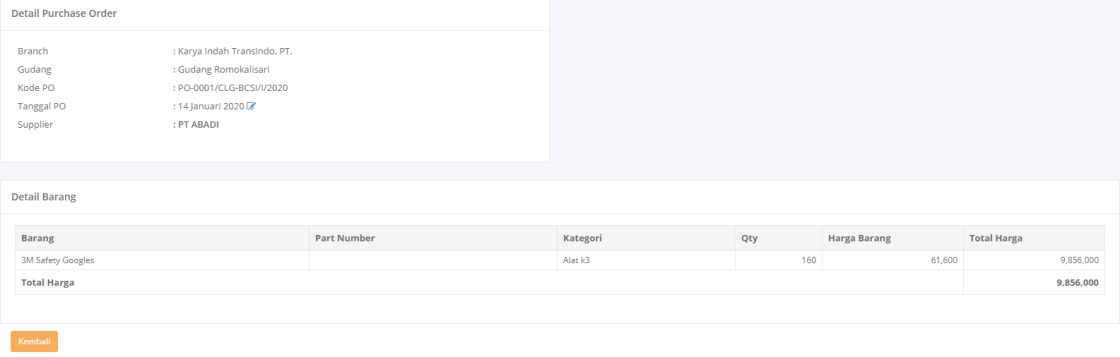 Detail Purchase Order
Branch : Karya Indah Transindo, PT.
Gudang : Gudang Romokalisari
Kode PO : PO-0001/CLG-BCSI/I/2020
Tanggal PO : 14 Januari 2020
Supplier : PT ABADI
Detail Barang
Barang Part Number Kategori Qty Harga Barang Total Harga
3M Safety Googles Alat k3 160 61,600 9,856,000
Total Harga 9,856,000
Kembali